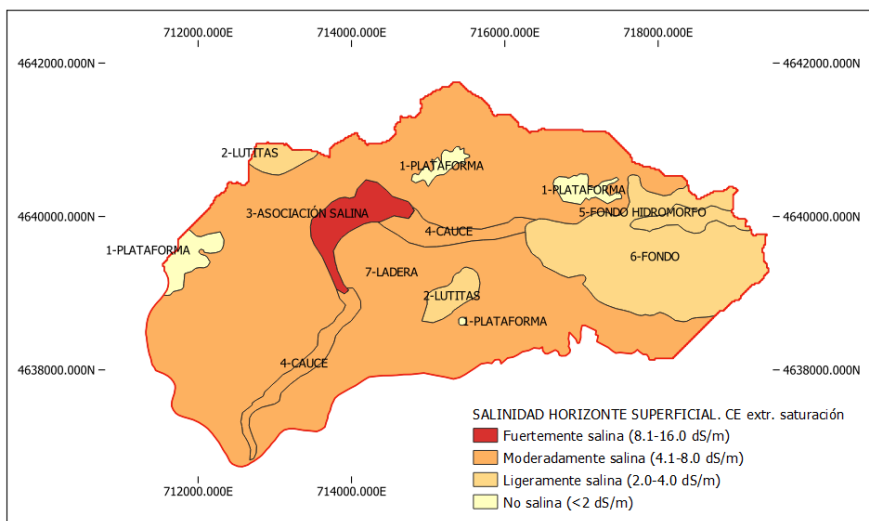 712000.000E 714000.000E 716000.000E 718000.000E
4642000.000N 4642000.000N
2-LUTITAS
1-PLATAFORMA
1-PLATAFORMA
3-ASOCIACIÓN SALINA
5-FONDO HIDROMORFO
4640000.000N 4640000.000N
4-CAUCE
1-PLATAFORMA
6-FONDO
7-LADERA
2-LUTITAS
1-PLATAFORMA
4-CAUCE
4638000.000N 4638000.000N
SALINIDAD HORIZONTE SUPERFICIAL. CE extr. saturación
Fuertemente salina (8.1-16.0 dS/m)
Moderadamente salina (4.1-8.0 dS/m)
Ligeramente salina (2.0-4.0 dS/m)
No salina (<2 dS/m)
712000.000E 714000.000E